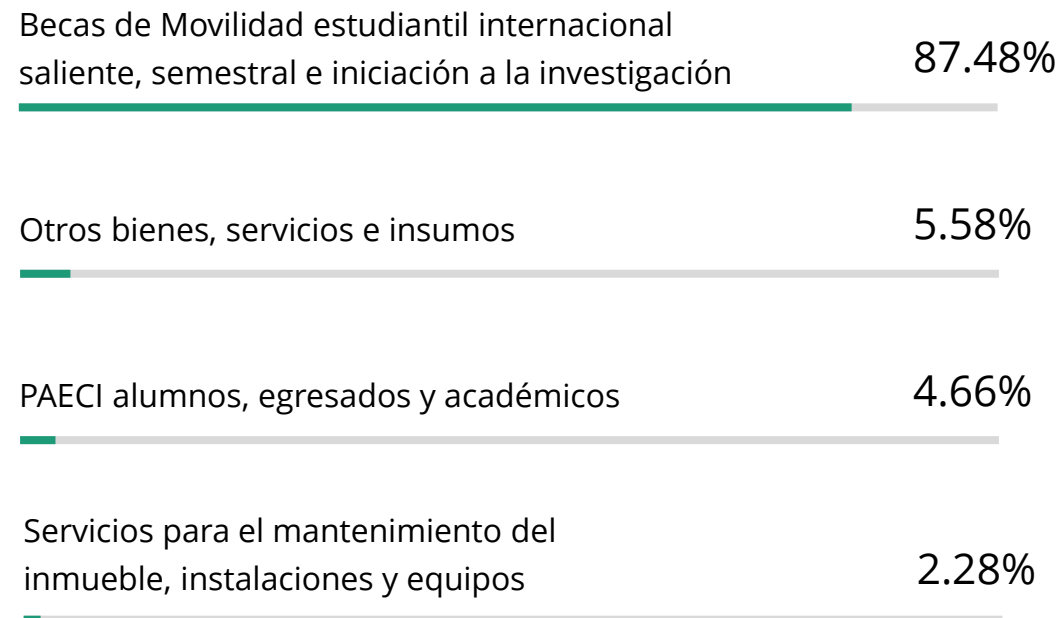 Becas de Movilidad estudiantil internacional
saliente, semestral e iniciación a la investigación
87.48%
Otros bienes, servicios e insumos
5.58%
PAECI alumnos, egresados y académicos
4.66%
Servicios para el mantenimiento del
inmueble, instalaciones y equipos
2.28%